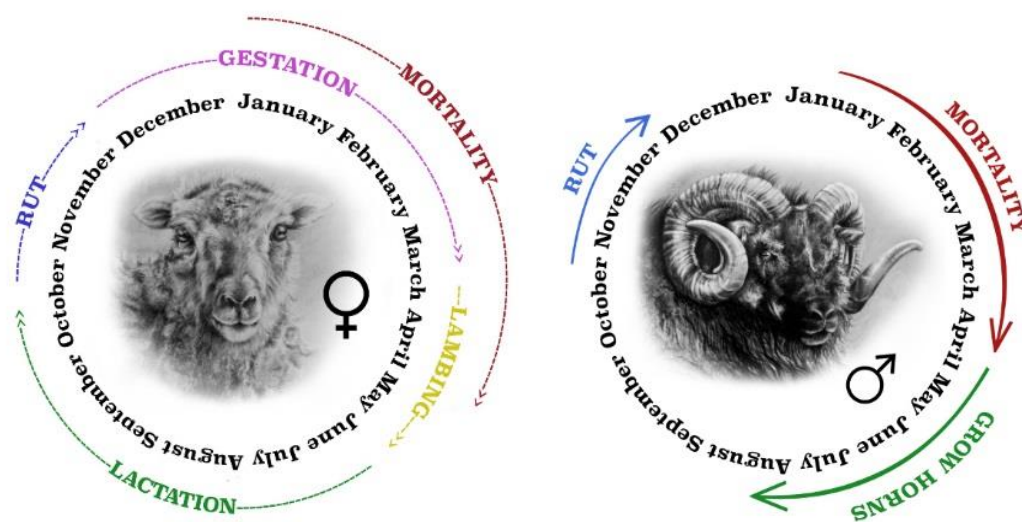 GESTATION
MORTALITY
RUT
LAMBING
LACTATION
January February March April May June July August September October November December
♀
MORTALITY
RUT
GROW HORNS
January February March April May June July August September October November December
♂